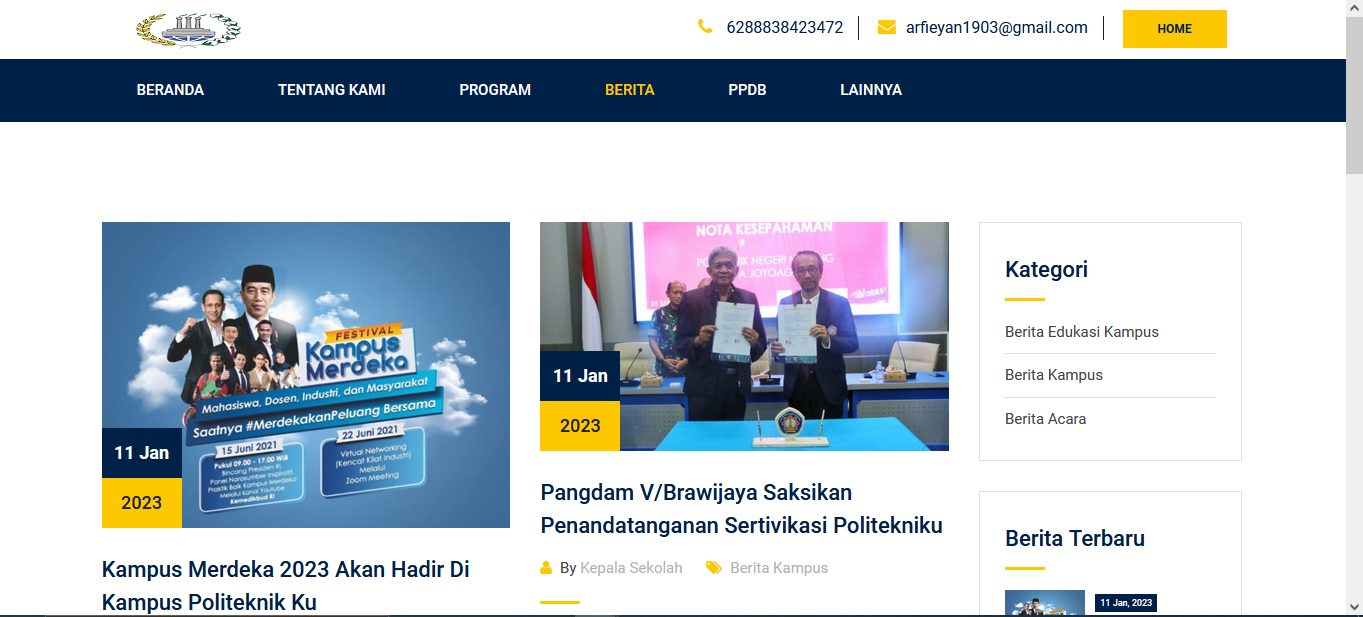 6288838423472
arfieyan1903@gmail.com
HOME
BERANDA
TENTANG KAMI
PROGRAM
BERITA
PPDB
LAINNYA
FESTIVAL
Kampus
Merdeka
Mahasiswa, Dosen, Industri, dan Masyarakat
Saatnya #MerdekakanPeluang Bersama
15 Juni 2021
Pukul 09.00 - 17.00 WIB
Bincang Presiden RI,
Panel Narasumber Inspiratif,
Praktik Baik Kampus Merdeka
Melalui kanal Youtube
Kemedikbud RI
22 Juni 2021
Virtual Networking
(Kencat Kilat Industri)
Melalui
Zoom Meeting
11 Jan
2023
Kampus Merdeka 2023 Akan Hadir Di
Kampus Politeknik Ku
NOTA KESEPAHAMAN
NEGERI
11 Jan
2023
Pangdam V/Brawijaya Saksikan
Penandatanganan Sertivikasi Politekniku
By Kepala Sekolah
Berita Kampus
Kategori
Berita Edukasi Kampus
Berita Kampus
Berita Acara
Berita Terbaru
11 Jan, 2023